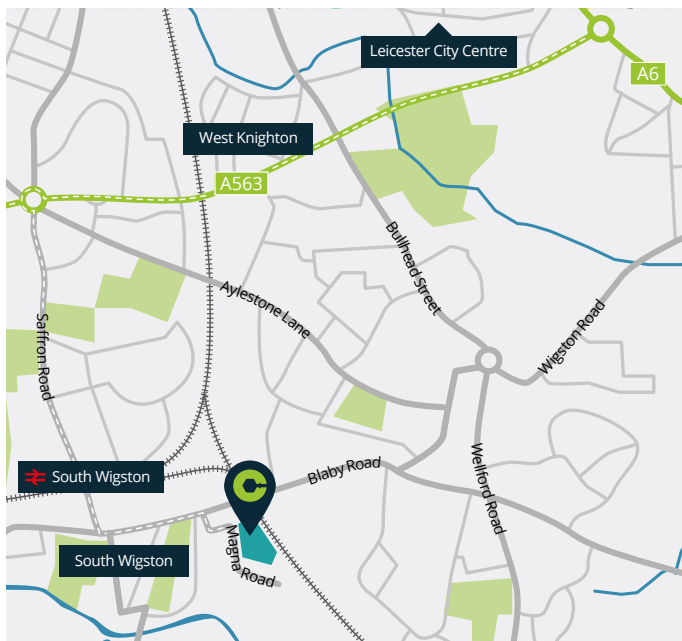 Leicester City Centre
A6
West Knighton
A563
Bullhead Street
Aylestone Lane
Wigston Road
Saffron Road
South Wigston
Blaby Road
Wellford Road
Magna Road
South Wigston